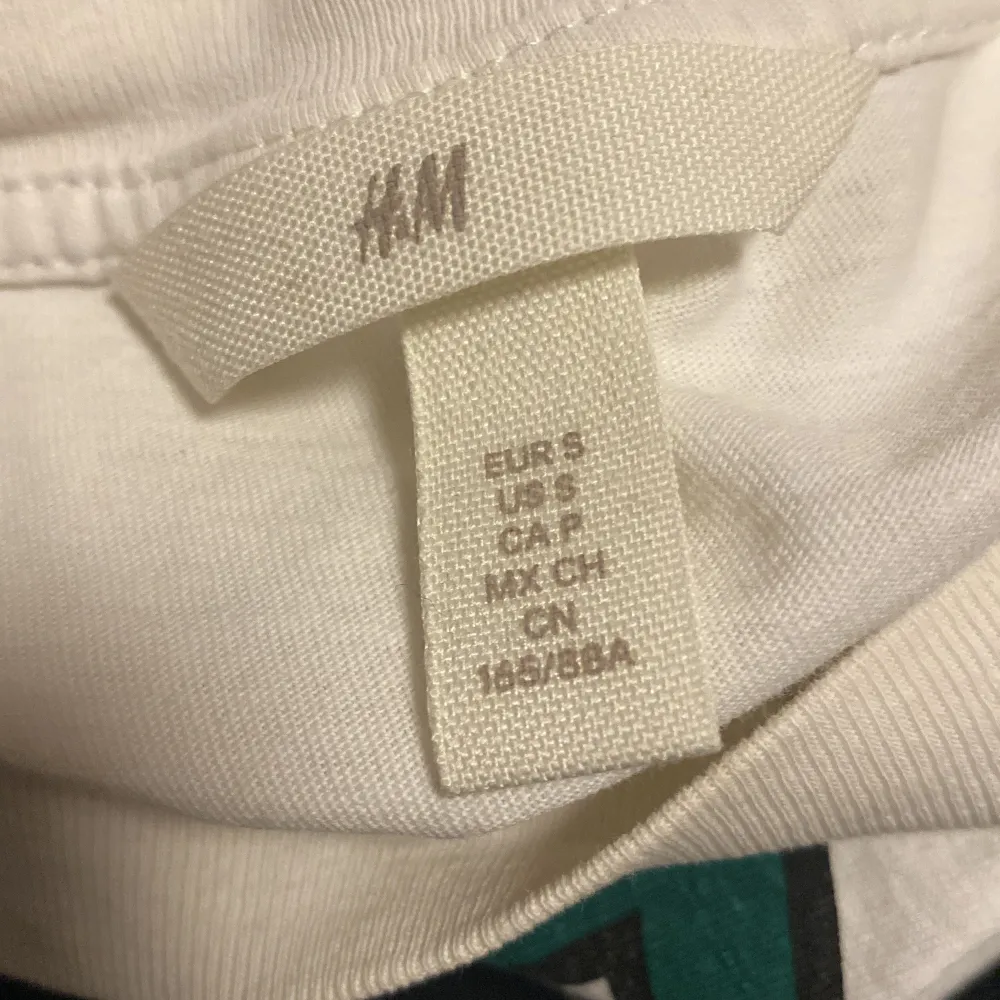 H&M
EUR S
US S
CA P
MX CH
CN
165/88A